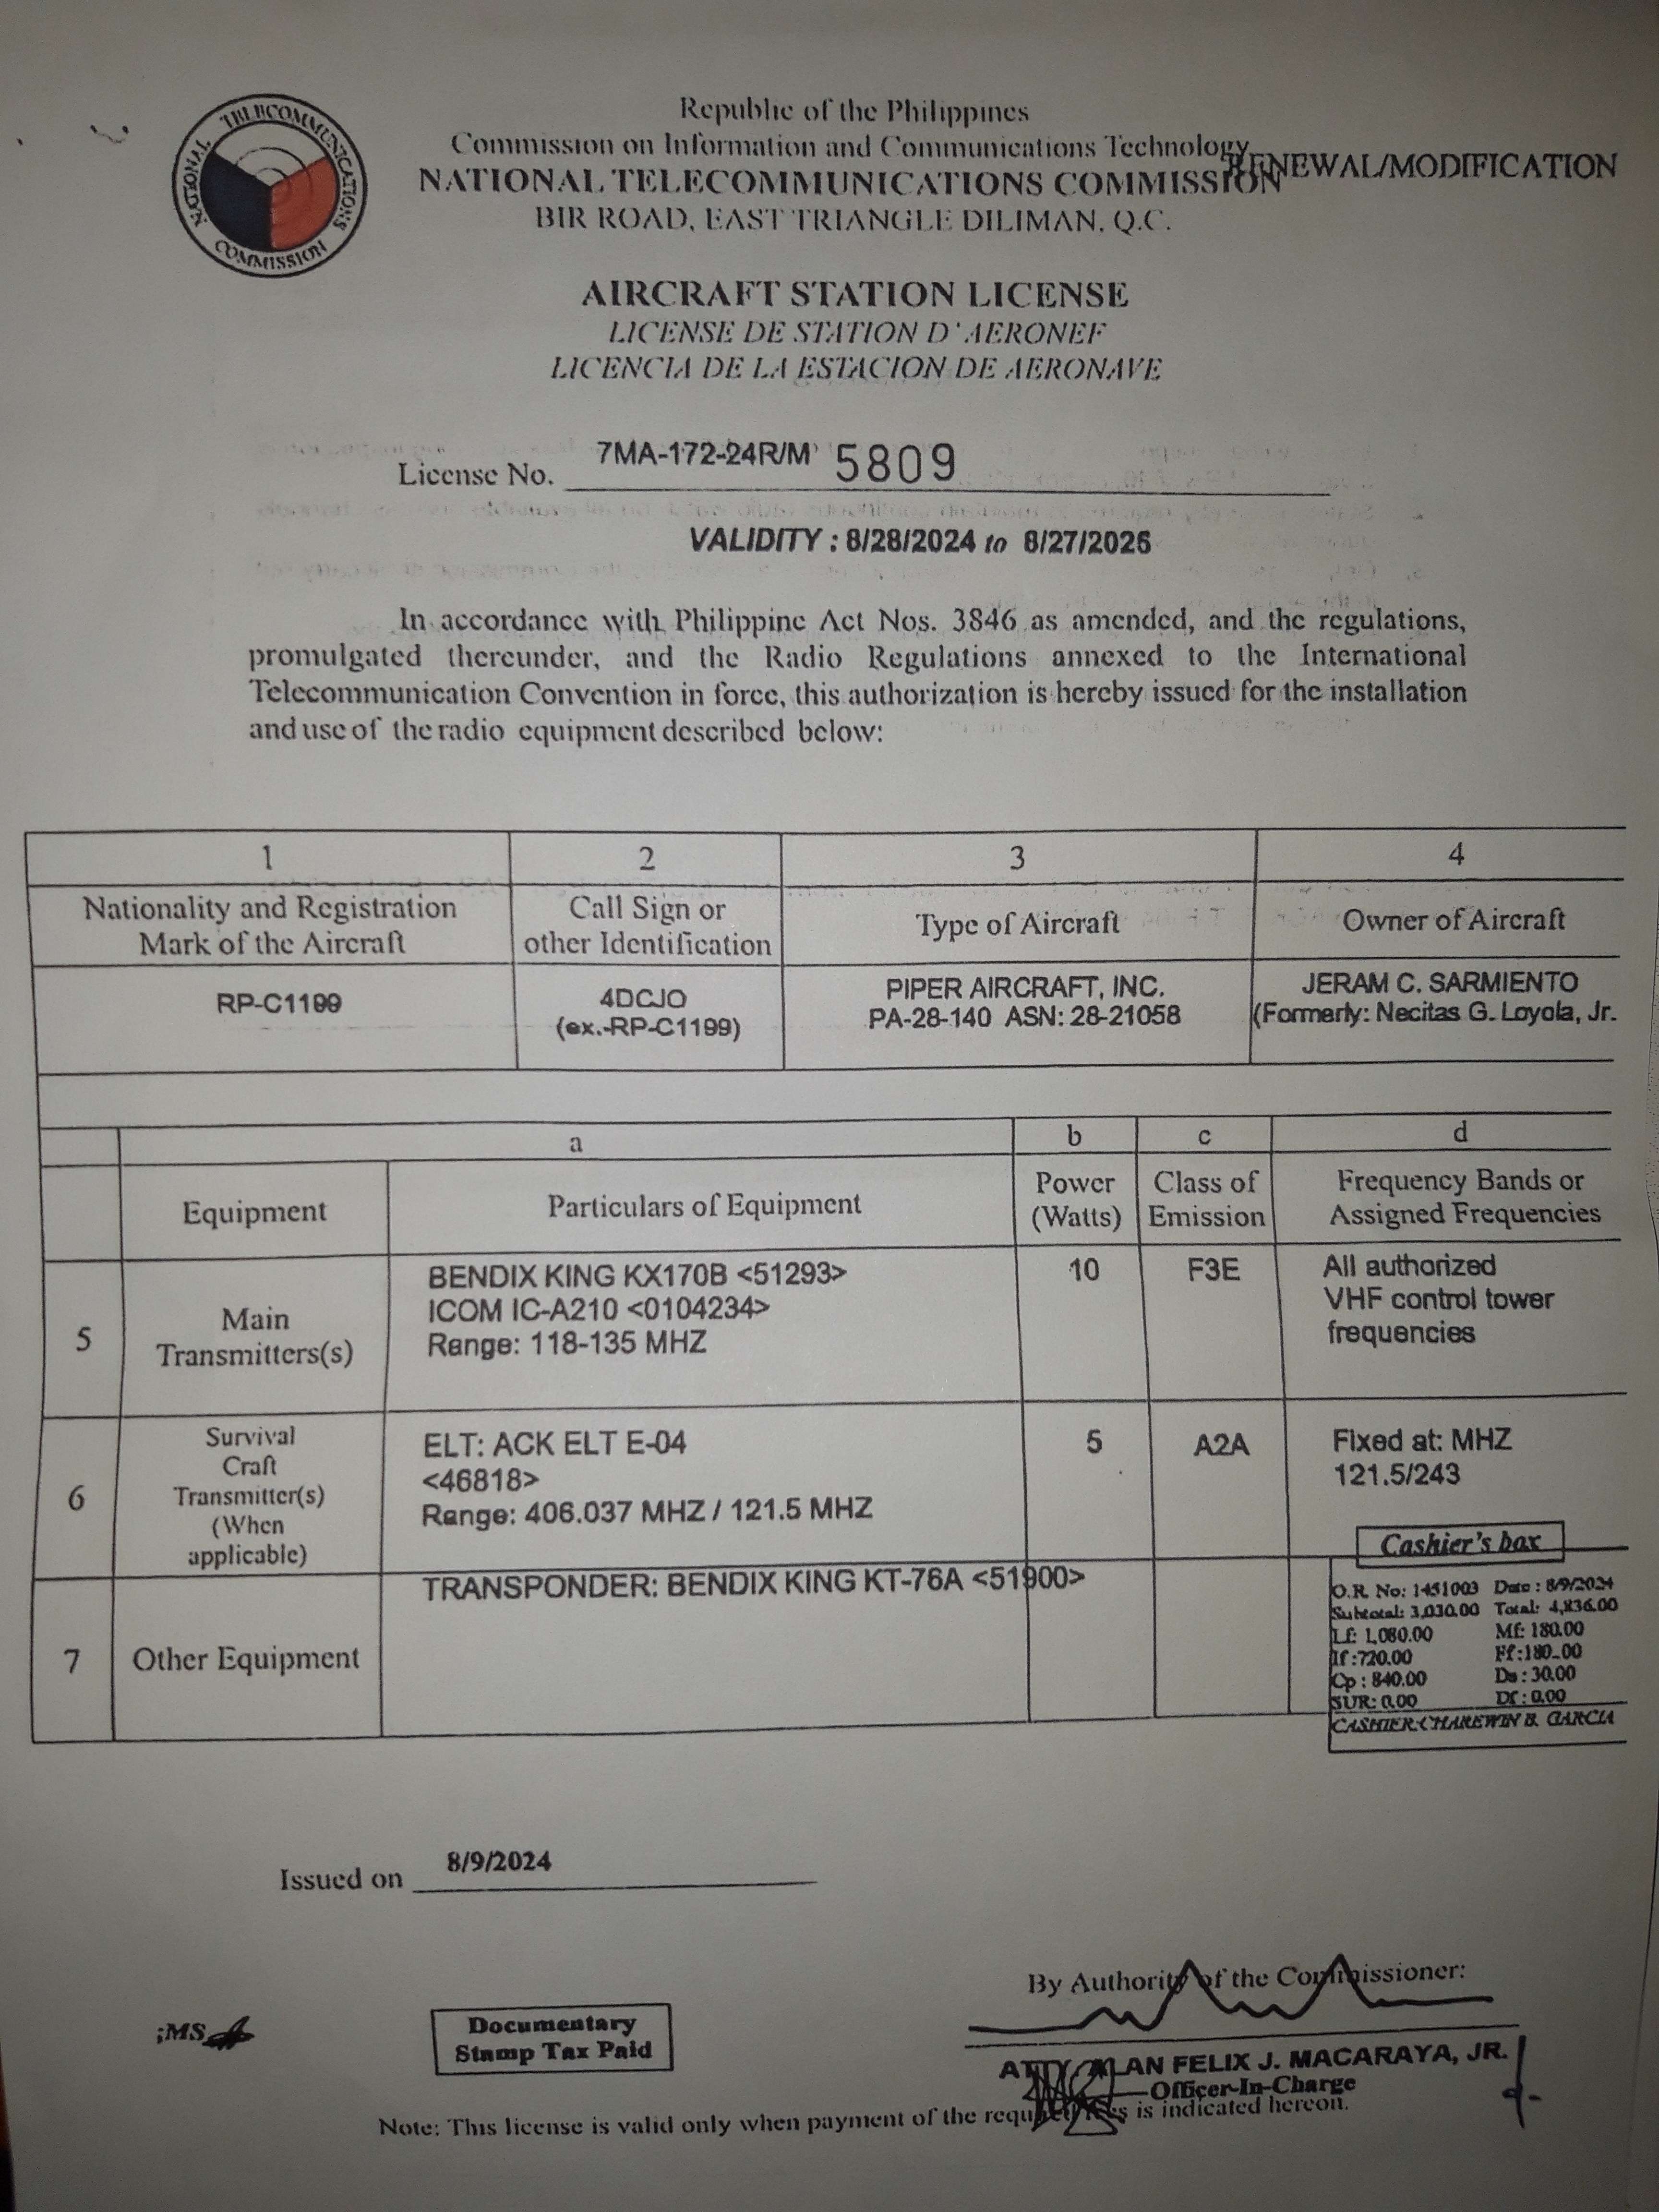 NATIONAL TELECOMMUNICATIONS COMMISSION
Republic of the Philippines
Commission on Information and Communications Technology
RENEWAL/MODIFICATION
NATIONAL TELECOMMUNICATIONS COMMISSION
BIR ROAD, EAST TRIANGLE DILIMAN, Q.C.
AIRCRAFT STATION LICENSE
LICENSE DE STATION D'AERONEF
LICENCIA DE LA ESTACION DE AERONAVE
License No. 7MA-172-24R/M 5809
VALIDITY : 8/28/2024 to 8/27/2026
In accordance with Philippine Act Nos. 3846 as amended, and the regulations,
promulgated thereunder, and the Radio Regulations annexed to the International
Telecommunication Convention in force, this authorization is hereby issued for the installation
and use of the radio equipment described below:
1 2 3 4
Nationality and Registration
Mark of the Aircraft
Call Sign or
other Identification
Type of Aircraft
Owner of Aircraft
RP-C1199
4DCJO
(ex.-RP-C1199)
PIPER AIRCRAFT, INC.
PA-28-140 ASN: 28-21058
JERAM C. SARMIENTO
(Formerly: Necitas G. Loyola, Jr.
a b c d
Equipment
Particulars of Equipment
Power
(Watts)
Class of
Emission
Frequency Bands or
Assigned Frequencies
5
Main
Transmitters(s)
BENDIX KING KX170B <51293>
ICOM IC-A210 <0104234>
Range: 118-135 MHZ
10
F3E
All authorized
VHF control tower
frequencies
6
Survival
Craft
Transmitter(s)
(When
applicable)
ELT: ACK ELT E-04
<46818>
Range: 406.037 MHZ / 121.5 MHZ
5
A2A
Fixed at: MHZ
121.5/243
7
Other Equipment
TRANSPONDER: BENDIX KING KT-76A <51900>
Cashier's box
O.R. No: 1451003 Date : 8/9/2024
Subtotal: 3,030.00 Total: 4,836.00
Lf: 1,080.00 Mf: 180.00
If :720.00 Ff :180.00
Cp : 840.00 Ds : 30.00
SUR: 0.00 Df : 0.00
CASHIER:CHAREWIN B. GARCIA
Issued on 8/9/2024
By Authority of the Commissioner:
;MS
Documentary
Stamp Tax Paid
ATTY. ALAN FELIX J. MACARAYA, JR.
Officer-In-Charge
Note: This license is valid only when payment of the required fees is indicated hereon.